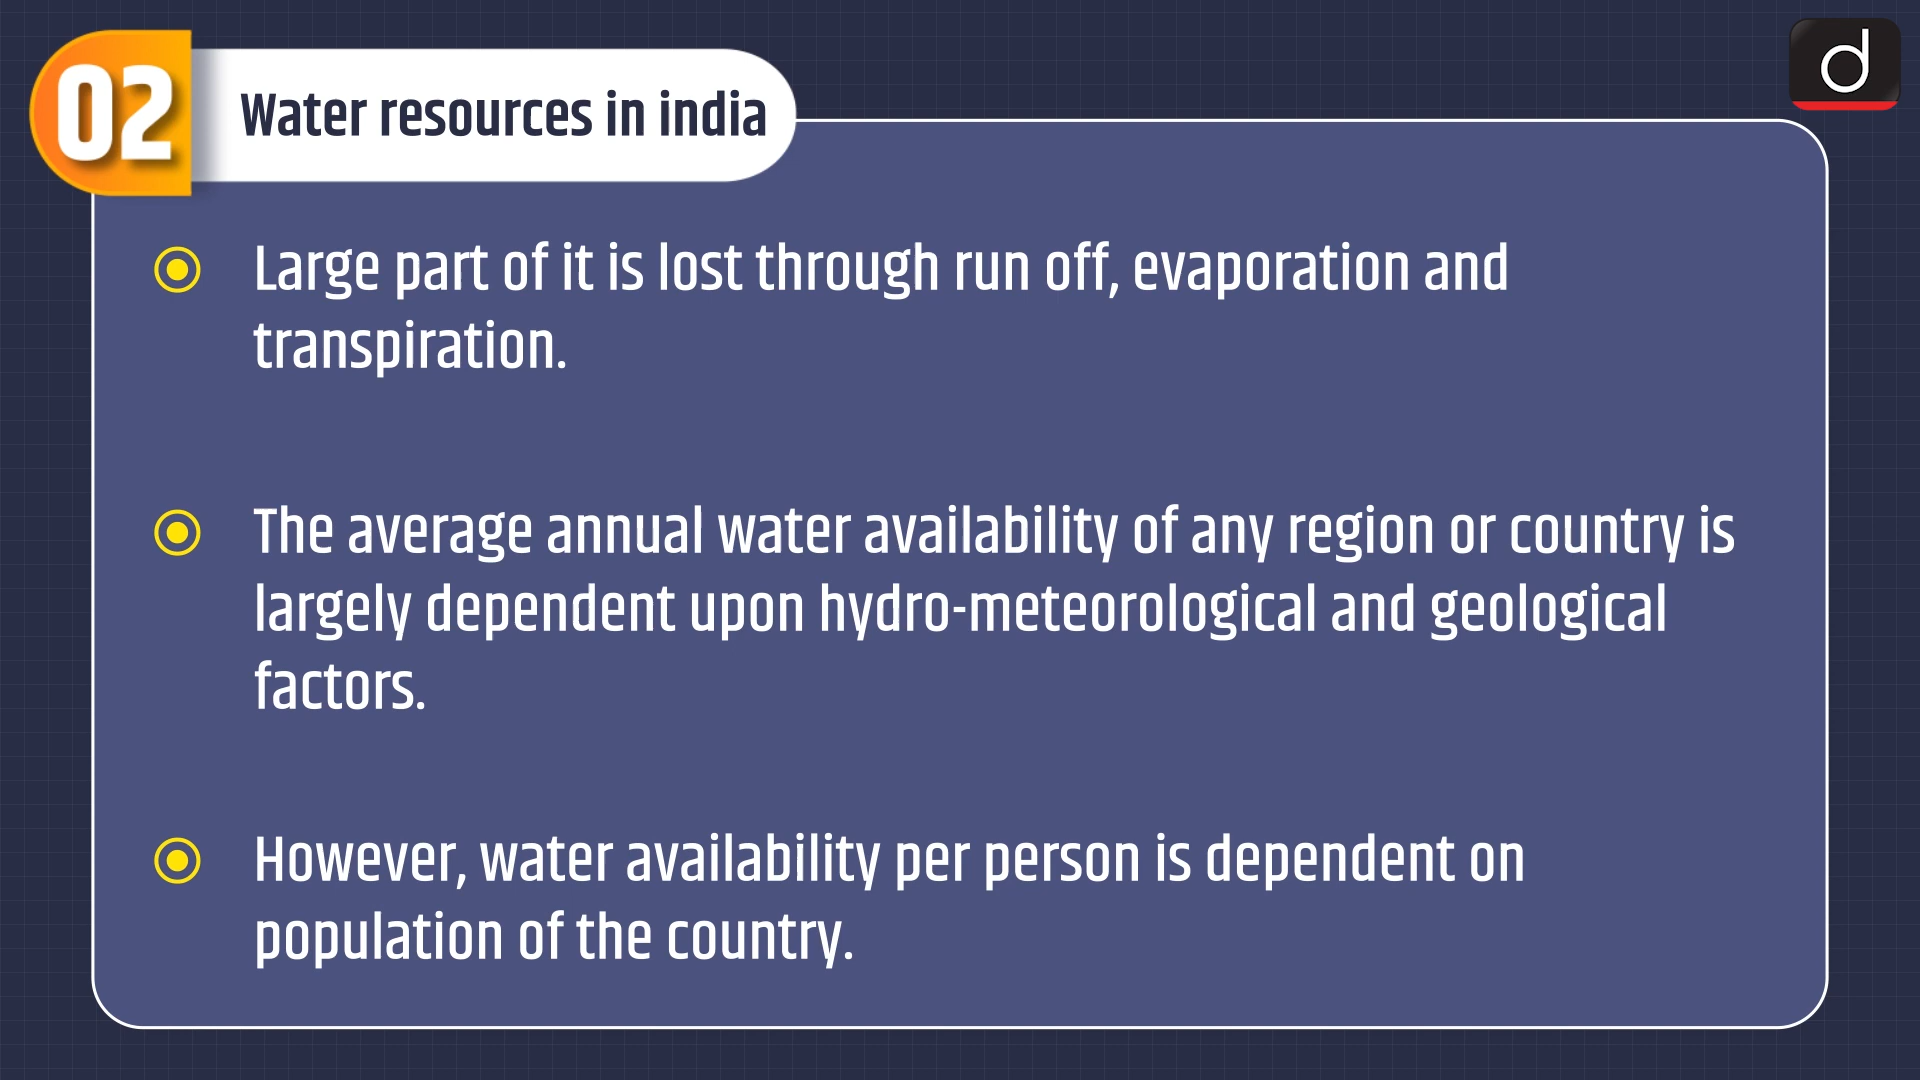 02
Water resources in india
d
Large part of it is lost through run off, evaporation and
transpiration.
The average annual water availability of any region or country is
largely dependent upon hydro-meteorological and geological
factors.
However, water availability per person is dependent on
population of the country.